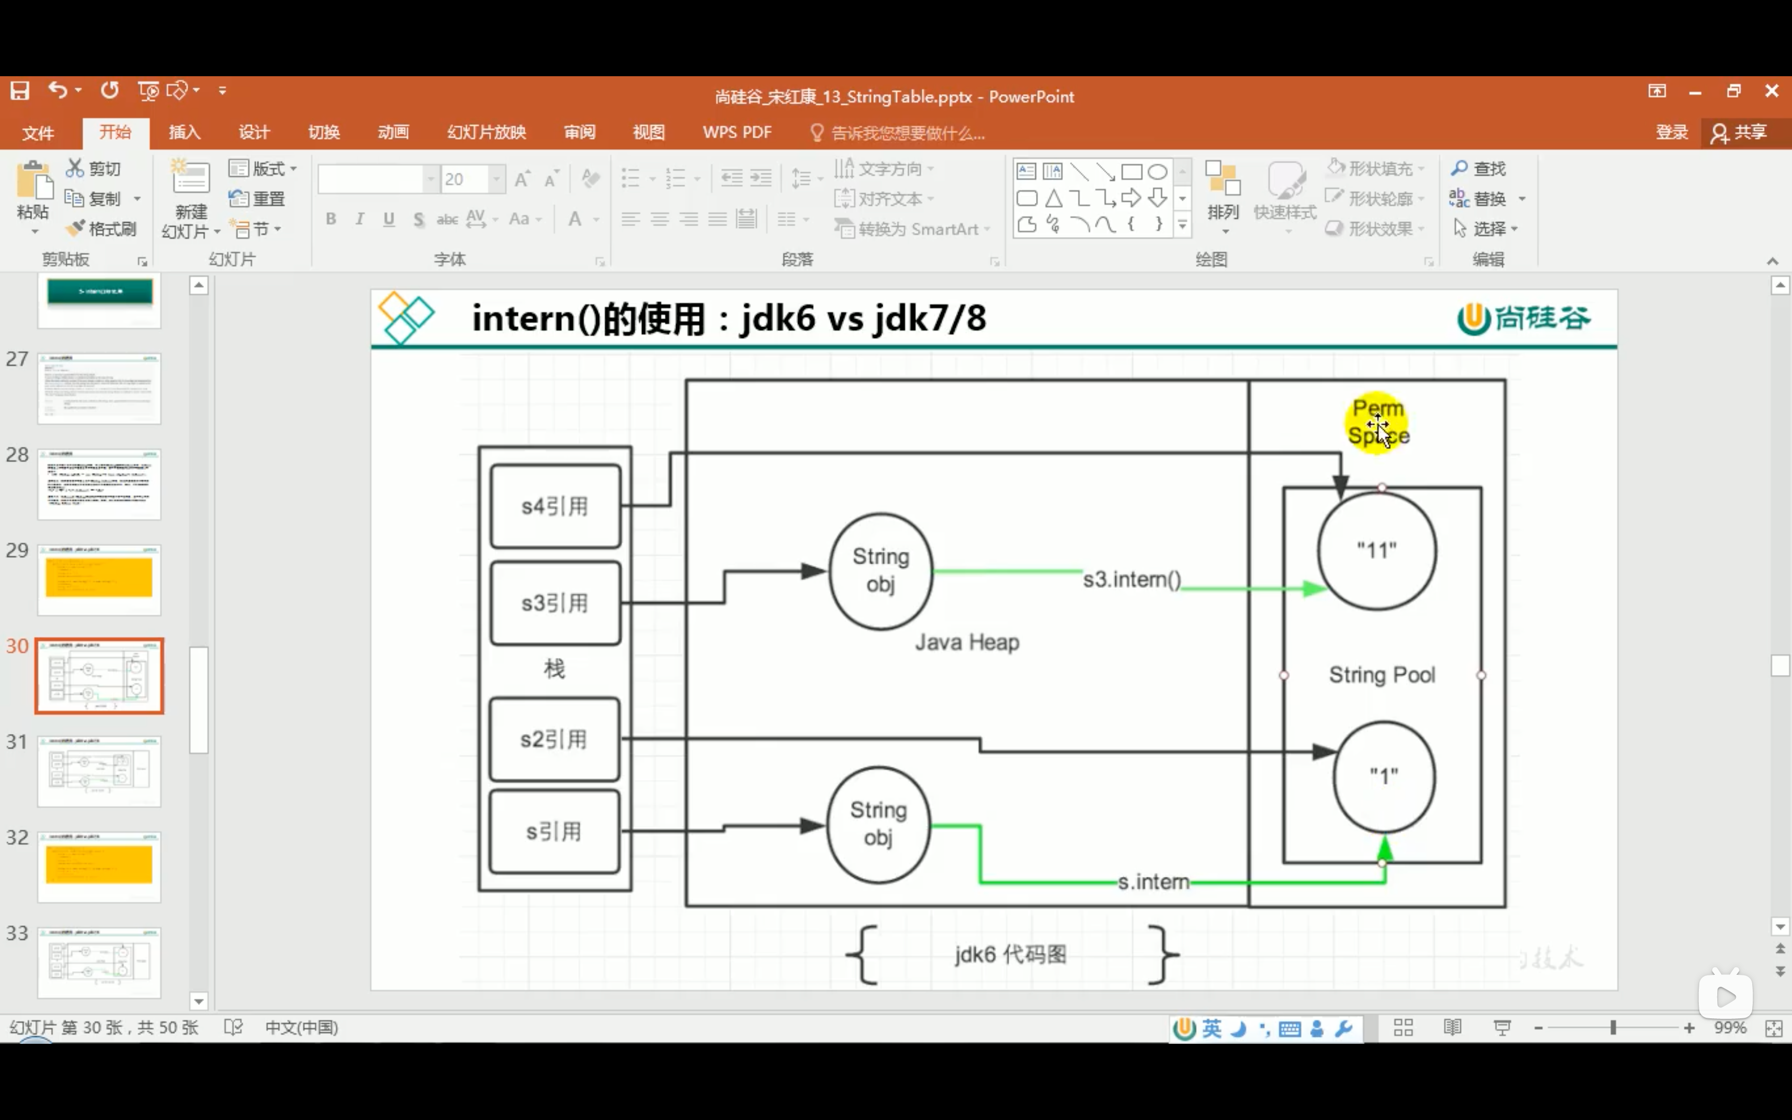 尚硅谷_宋红康_13_StringTable.pptx - PowerPoint
文件
开始
插入
设计
切换
动画
幻灯片放映
审阅
视图
WPS PDF
告诉我您想要做什么...
登录
共享
粘贴
剪切
复制
格式刷
剪贴板
新建
幻灯片
版式
重置
节
幻灯片
20
B I U S abc AV Aa A
字体
文字方向
对齐文本
转换为 SmartArt
段落
排列
快速样式
形状填充
形状轮廓
形状效果
绘图
查找
替换
选择
编辑
27
28
29
30
31
32
33
intern()的使用：jdk6 vs jdk7/8
尚硅谷
Perm
Space
s4引用
s3引用
栈
s2引用
s引用
String
obj
s3.intern()
Java Heap
"11"
String Pool
"1"
String
obj
s.intern
jdk6 代码图
技术
幻灯片 第 30 张，共 50 张
中文(中国)
英
99%